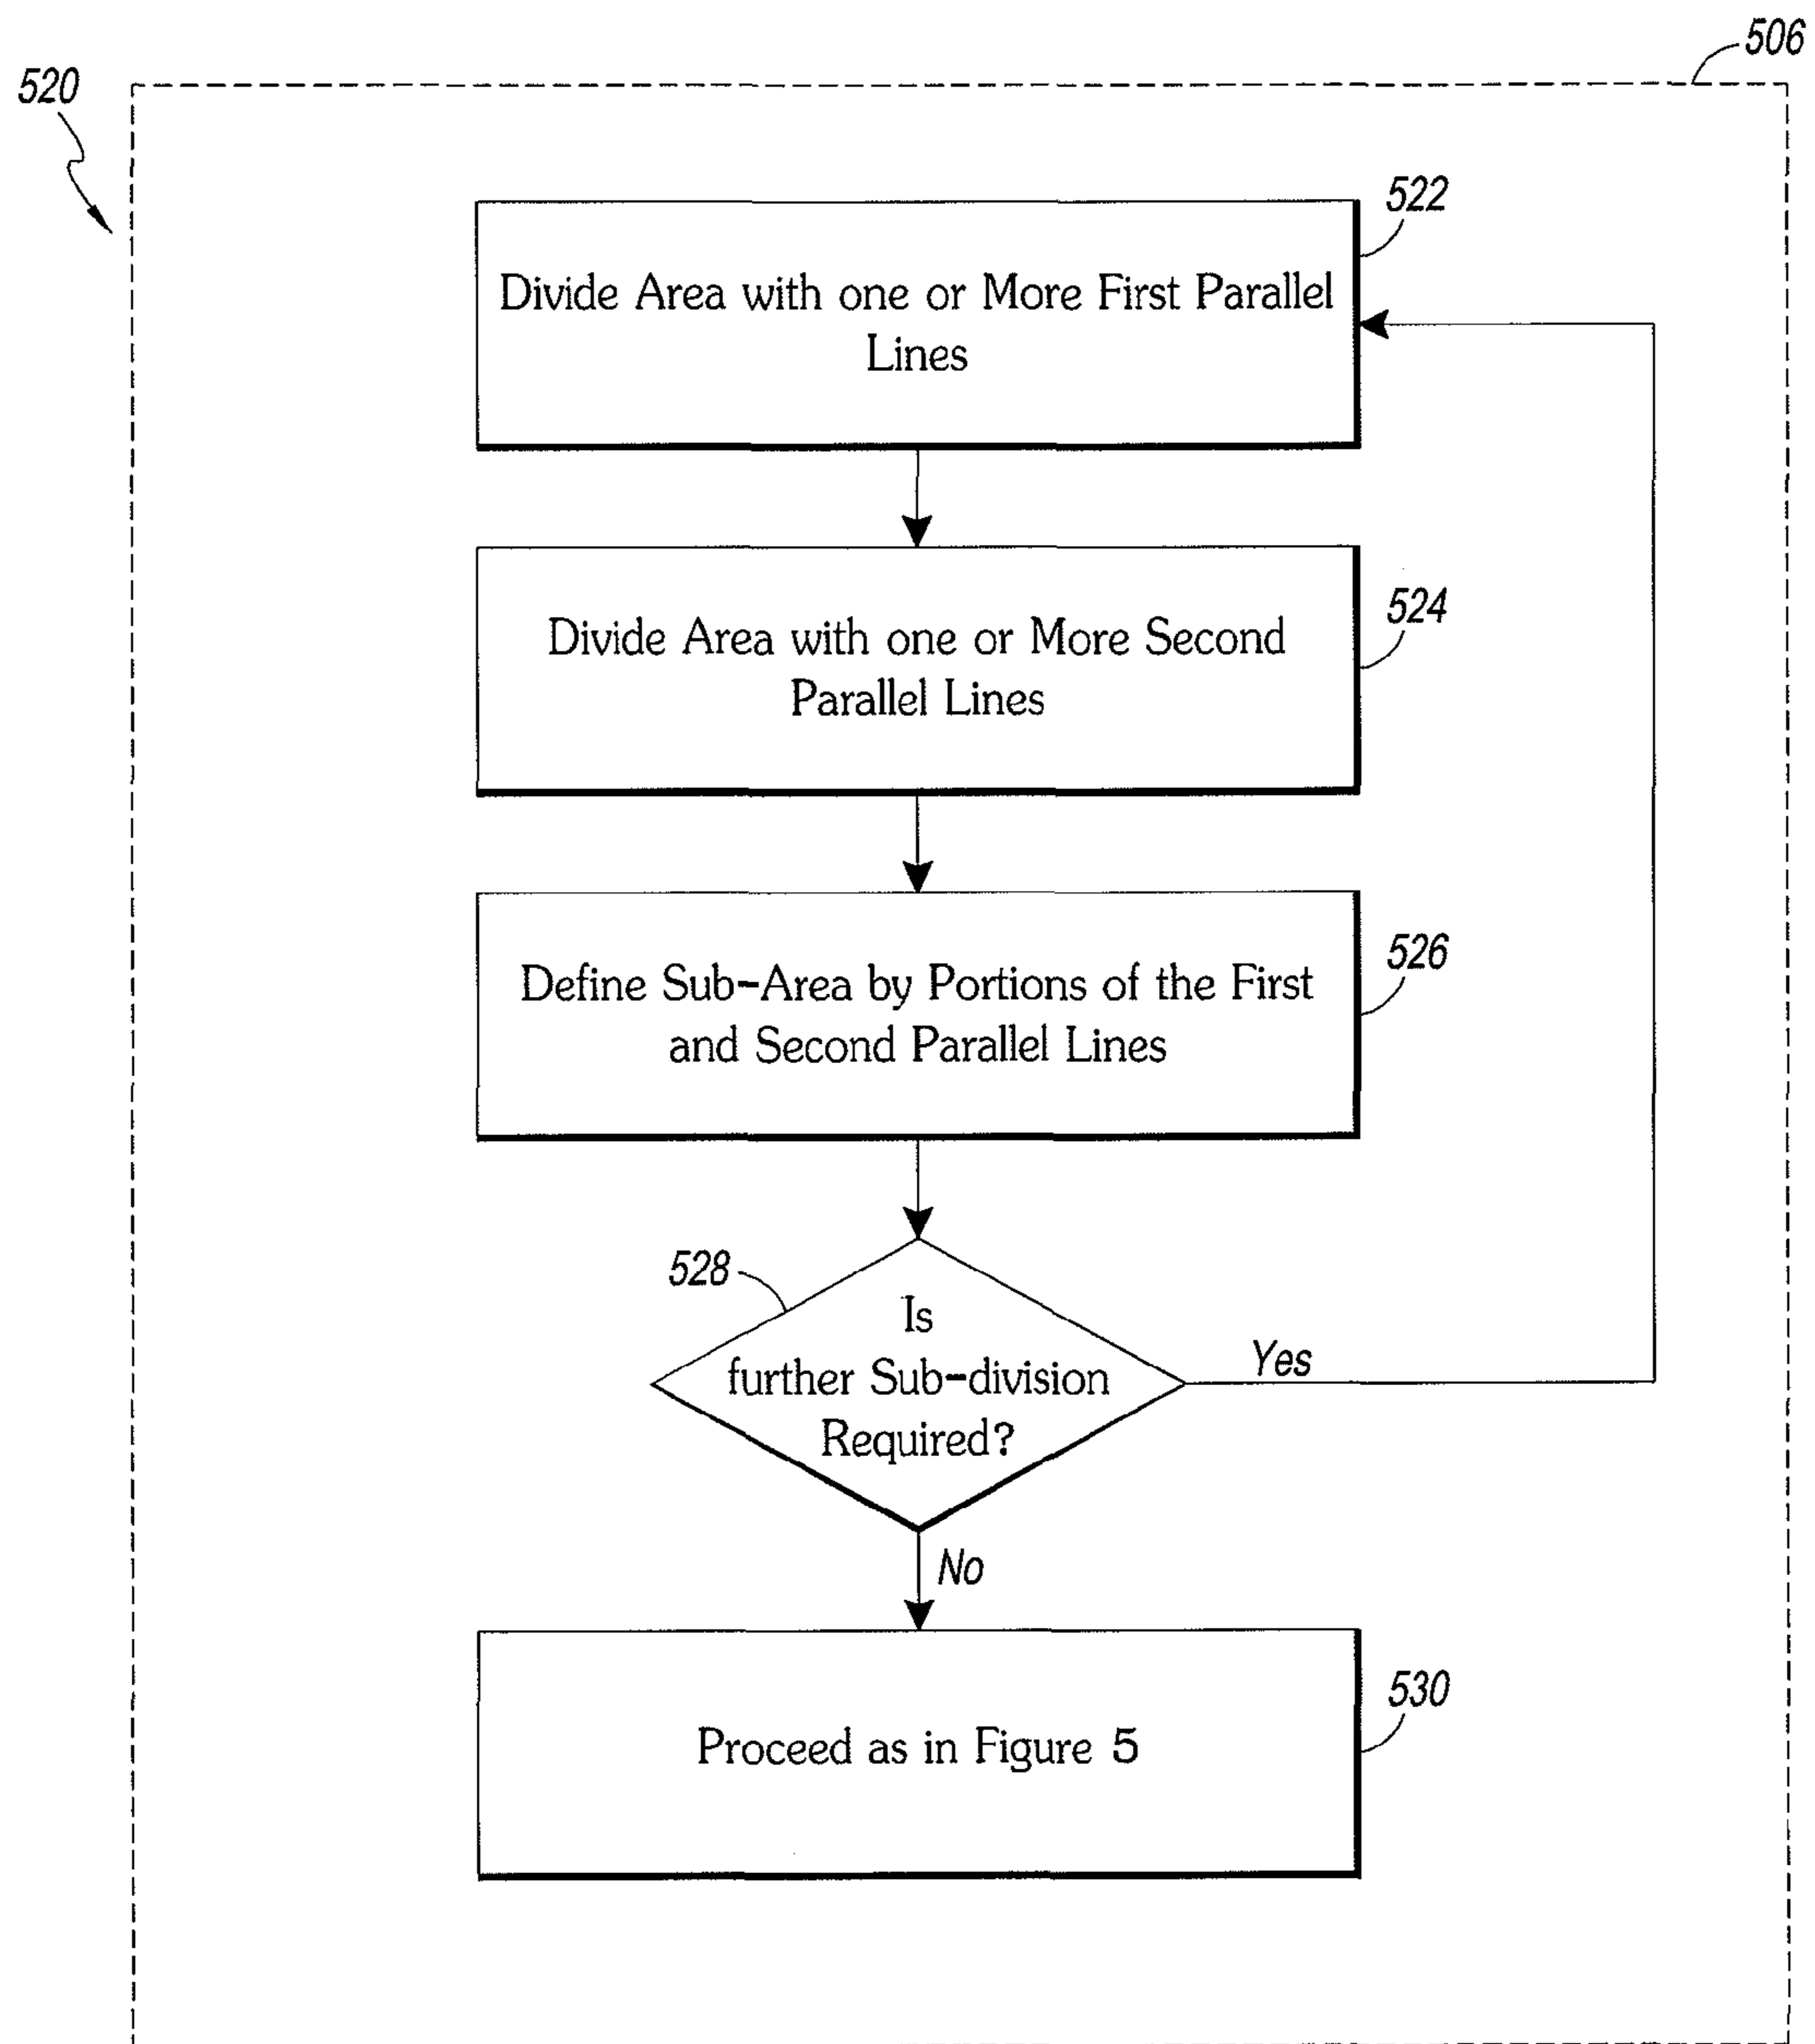 506
520
522
Divide Area with one or More First Parallel
Lines
524
Divide Area with one or More Second
Parallel Lines
526
Define Sub-Area by Portions of the First
and Second Parallel Lines
528
Is
further Sub-division
Required?
Yes
No
530
Proceed as in Figure 5